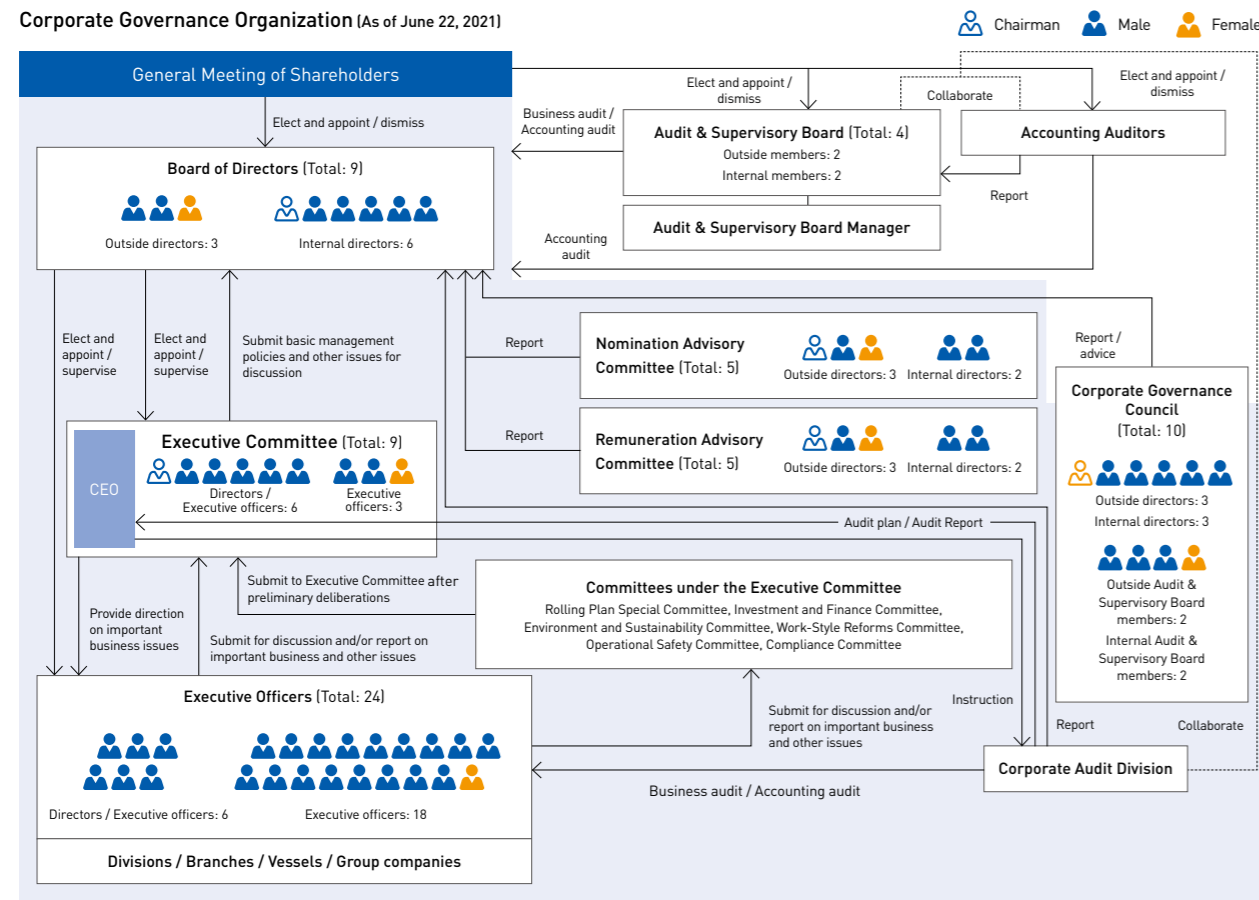 Corporate Governance Organization (As of June 22, 2021)
Chairman
Male
Female
General Meeting of Shareholders
Elect and appoint / dismiss
Elect and appoint /
dismiss
Collaborate
Elect and appoint /
dismiss
Business audit /
Accounting audit
Audit & Supervisory Board (Total: 4)
Outside members: 2
Internal members: 2
Accounting Auditors
Report
Audit & Supervisory Board Manager
Accounting
audit
Board of Directors (Total: 9)
Outside directors: 3
Internal directors: 6
Elect and
appoint /
supervise
Elect and
appoint /
supervise
Submit basic management
policies and other issues for
discussion
Report
Nomination Advisory
Committee (Total: 5)
Outside directors: 3
Internal directors: 2
Report
Remuneration Advisory
Committee (Total: 5)
Outside directors: 3
Internal directors: 2
Report /
advice
Corporate Governance
Council
(Total: 10)
Outside directors: 3
Internal directors: 3
Outside Audit &
Supervisory Board
members: 2
Internal Audit &
Supervisory Board
members: 2
CEO
Executive Committee (Total: 9)
Directors /
Executive officers: 6
Executive
officers: 3
Audit plan / Audit Report
Provide direction
on important
business issues
Submit to Executive Committee after
preliminary deliberations
Submit for discussion and/or report on
important business and other issues
Committees under the Executive Committee
Rolling Plan Special Committee, Investment and Finance Committee,
Environment and Sustainability Committee, Work-Style Reforms Committee,
Operational Safety Committee, Compliance Committee
Executive Officers (Total: 24)
Directors / Executive officers: 6
Executive officers: 18
Divisions / Branches / Vessels / Group companies
Submit for discussion and/or
report on important business
and other issues
Instruction
Report
Collaborate
Corporate Audit Division
Business audit / Accounting audit